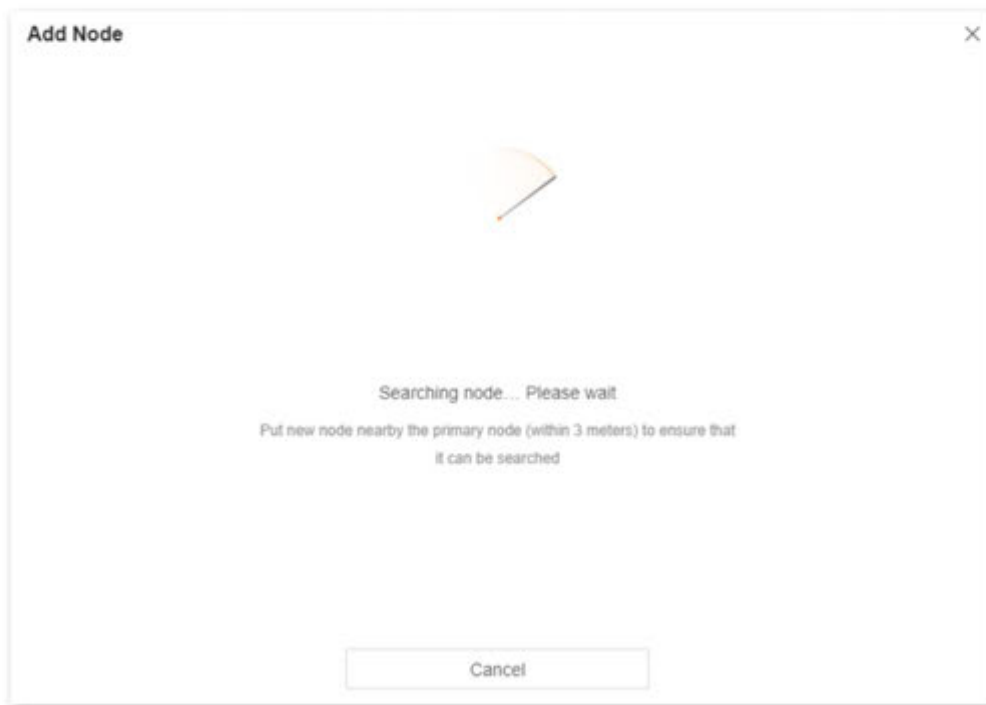 Add Node
Searching node... Please wait
Put new node nearby the primary node (within 3 meters) to ensure that
it can be searched
Cancel